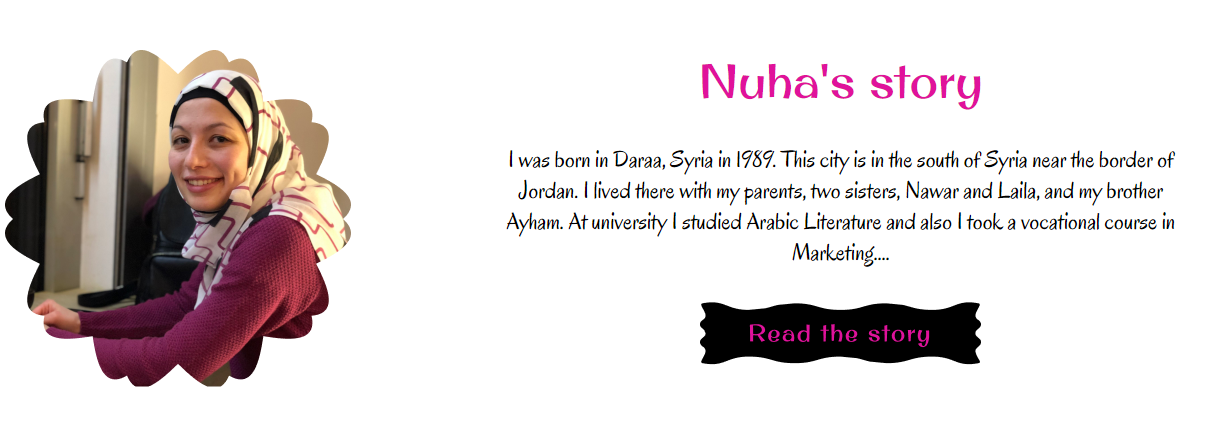 Nuha's story
I was born in Daraa, Syria in 1989. This city is in the south of Syria near the border of
Jordan. I lived there with my parents, two sisters, Nawar and Laila, and my brother
Ayham. At university I studied Arabic Literature and also I took a vocational course in
Marketing....
Read the story